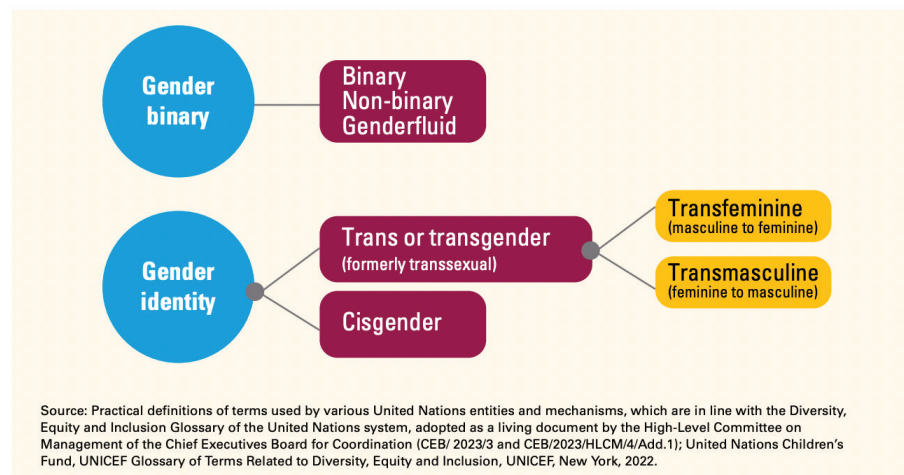 Gender
binary
Binary
Non-binary
Genderfluid
Gender
identity
Trans or transgender
(formerly transsexual)
Cisgender
Transfeminine
(masculine to feminine)
Transmasculine
(feminine to masculine)
Source: Practical definitions of terms used by various United Nations entities and mechanisms, which are in line with the Diversity,
Equity and Inclusion Glossary of the United Nations system, adopted as a living document by the High-Level Committee on
Management of the Chief Executives Board for Coordination (CEB/ 2023/3 and CEB/2023/HLCM/4/Add.1); United Nations Children’s
Fund, UNICEF Glossary of Terms Related to Diversity, Equity and Inclusion, UNICEF, New York, 2022.